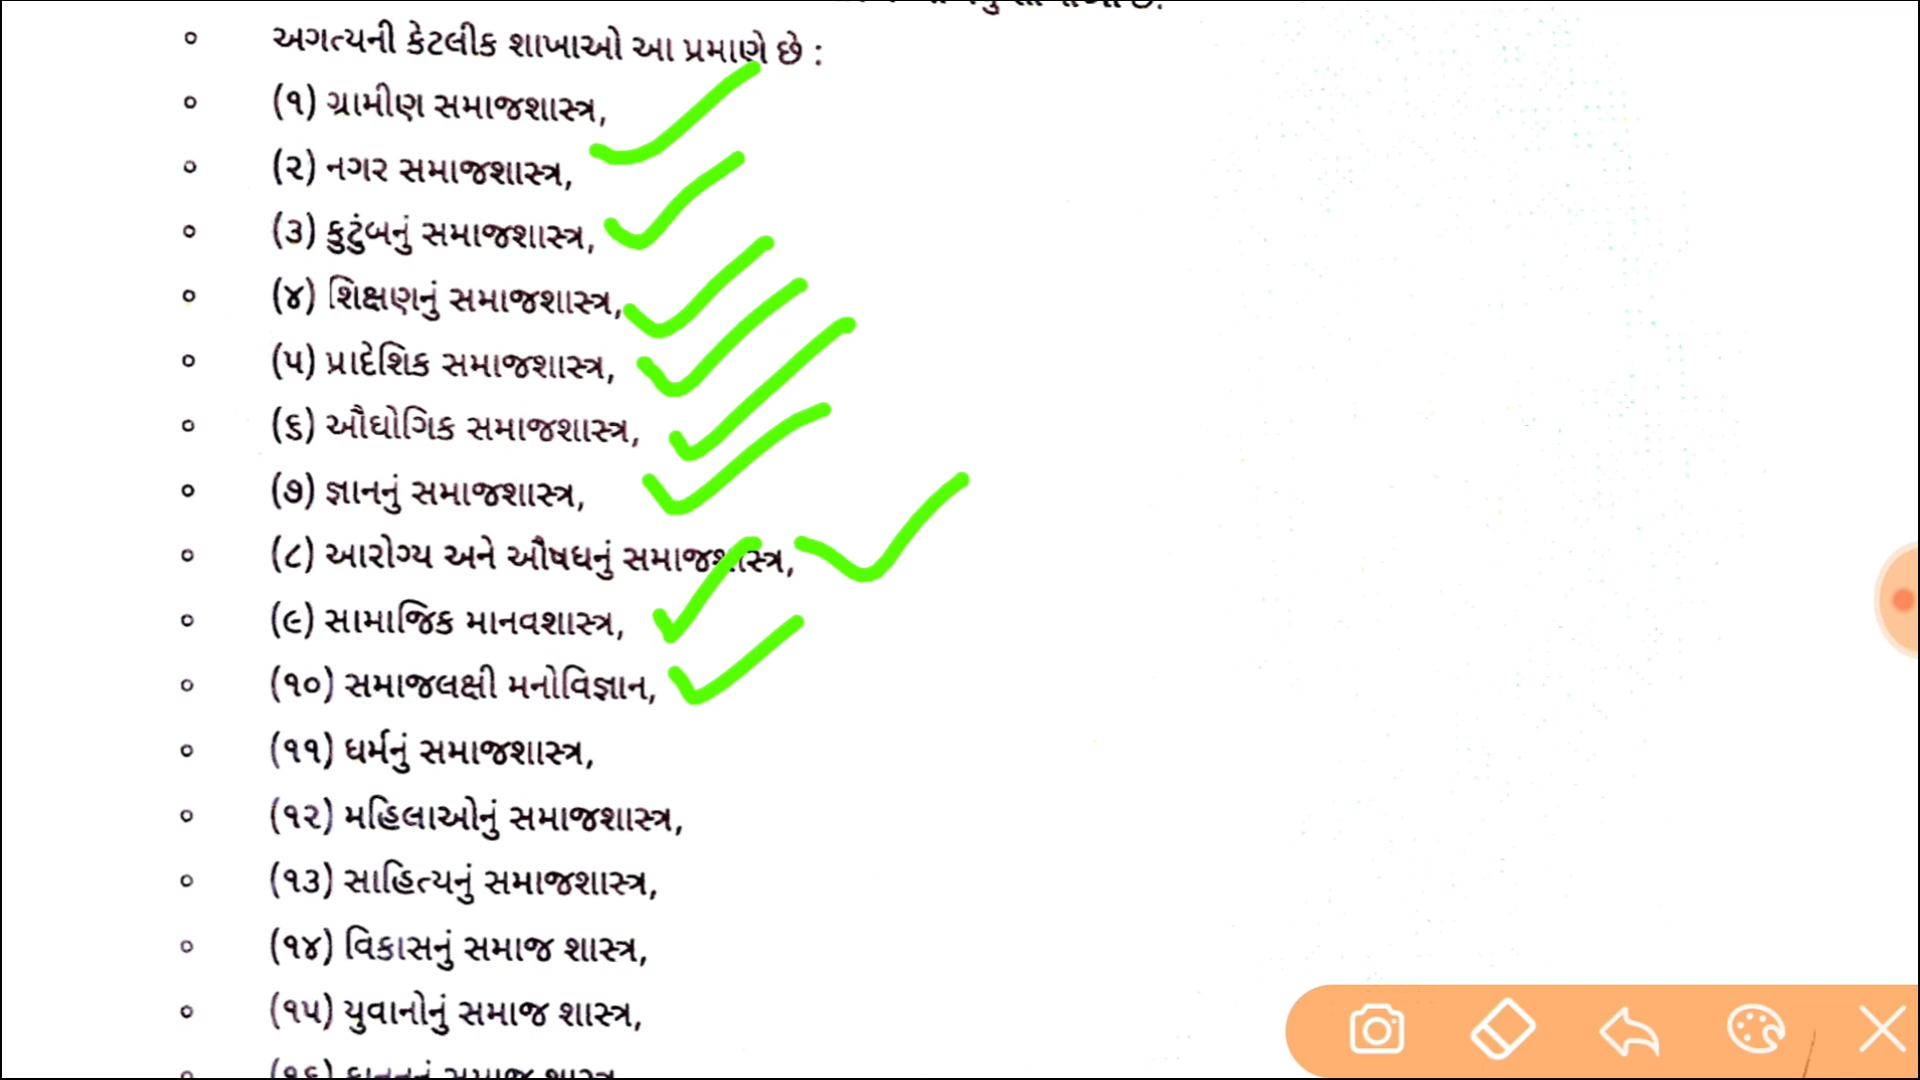 અગત્યની કેટલીક શાખાઓ આ પ્રમાણે છે :
(૧) ગ્રામીણ સમાજશાસ્ત્ર,
(૨) નગર સમાજશાસ્ત્ર,
(૩) કુટુંબનું સમાજશાસ્ત્ર,
(૪) શિક્ષણનું સમાજશાસ્ત્ર,
(૫) પ્રાદેશિક સમાજશાસ્ત્ર,
(૬) ઔદ્યોગિક સમાજશાસ્ત્ર,
(૭) જ્ઞાનનું સમાજશાસ્ત્ર,
(૮) આરોગ્ય અને ઔષધનું સમાજશાસ્ત્ર,
(૯) સામાજિક માનવશાસ્ત્ર,
(૧૦) સમાજલક્ષી મનોવિજ્ઞાન,
(૧૧) ધર્મનું સમાજશાસ્ત્ર,
(૧૨) મહિલાઓનું સમાજશાસ્ત્ર,
(૧૩) સાહિત્યનું સમાજશાસ્ત્ર,
(૧૪) વિકાસનું સમાજ શાસ્ત્ર,
(૧૫) યુવાનોનું સમાજ શાસ્ત્ર,